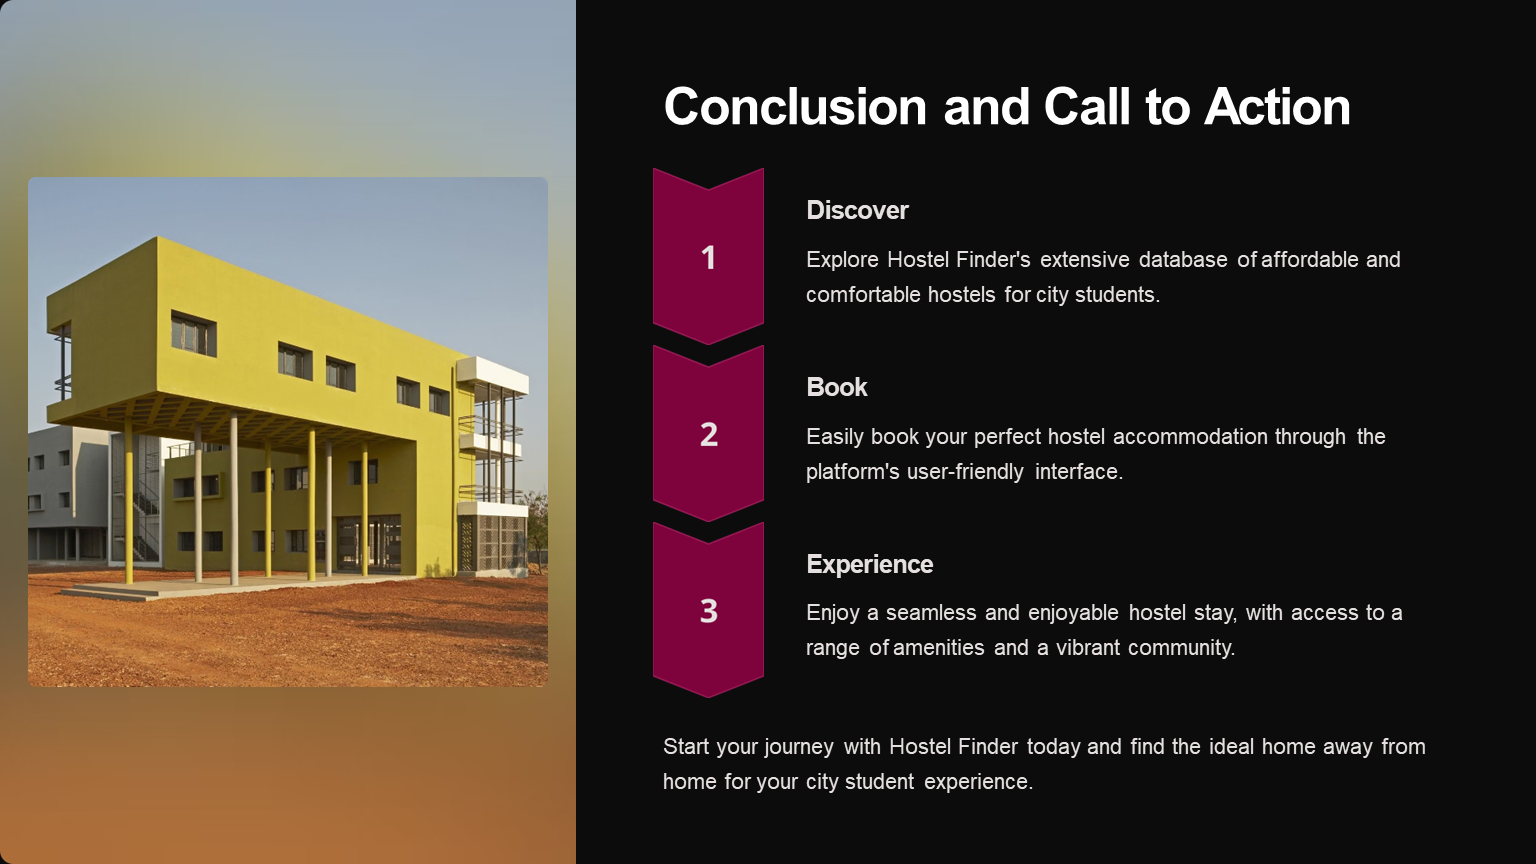 Conclusion and Call to Action
1
Discover
Explore Hostel Finder's extensive database of affordable and
comfortable hostels for city students.
2
Book
Easily book your perfect hostel accommodation through the
platform's user-friendly interface.
3
Experience
Enjoy a seamless and enjoyable hostel stay, with access to a
range of amenities and a vibrant community.
Start your journey with Hostel Finder today and find the ideal home away from
home for your city student experience.